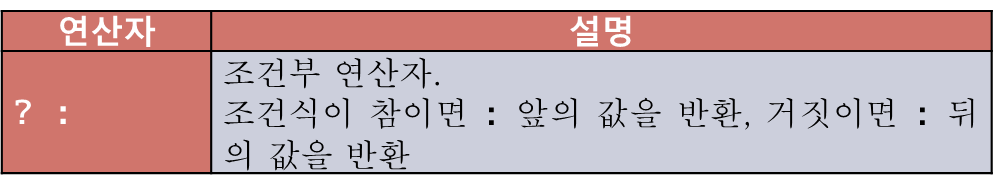 연산자 설명
? :
조건부 연산자.
조건식이 참이면 : 앞의 값을 반환, 거짓이면 : 뒤
의 값을 반환